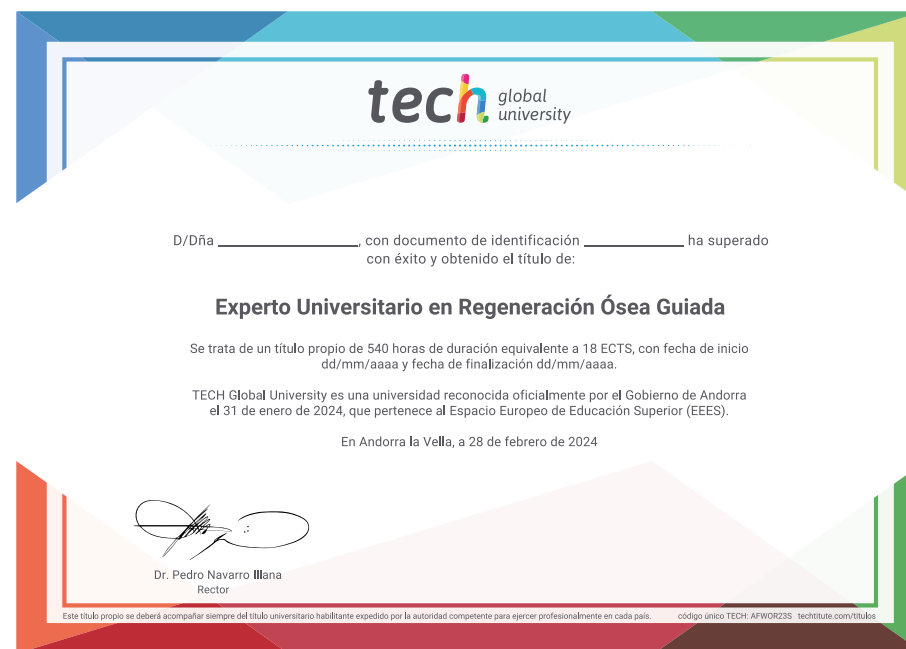 tech global university
D/Dña ____________________, con documento de identificación ______________ ha superado
con éxito y obtenido el título de:
Experto Universitario en Regeneración Ósea Guiada
Se trata de un título propio de 540 horas de duración equivalente a 18 ECTS, con fecha de inicio
dd/mm/aaaa y fecha de finalización dd/mm/aaaa.
TECH Global University es una universidad reconocida oficialmente por el Gobierno de Andorra
el 31 de enero de 2024, que pertenece al Espacio Europeo de Educación Superior (EEES).
En Andorra la Vella, a 28 de febrero de 2024
Dr. Pedro Navarro Illana
Rector
Este título propio se deberá acompañar siempre del título universitario habilitante expedido por la autoridad competente para ejercer profesionalmente en cada país. código único TECH: AFWOR23S techtitute.com/titulos